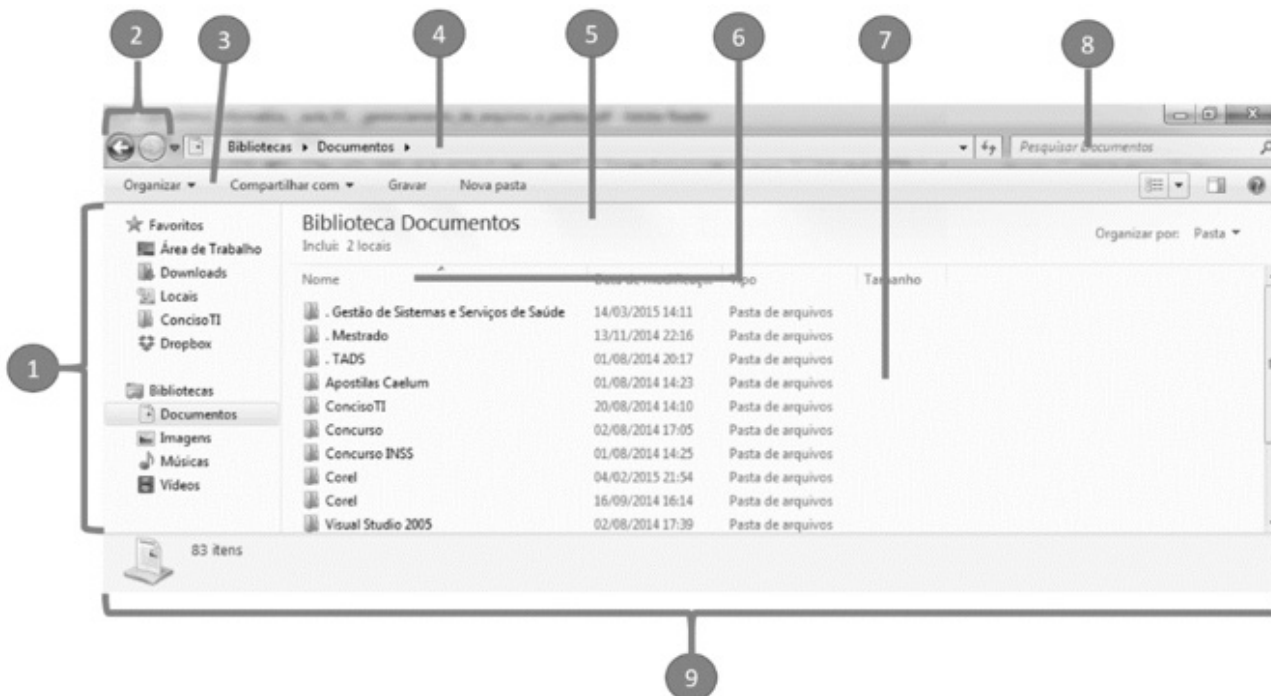 2
3
4
5
6
7
8
Bibliotecas ▸ Documentos ▸
Pesquisar Documentos
Organizar ▾ Compartilhar com ▾ Gravar Nova pasta
Favoritos
Área de Trabalho
Downloads
Locais
ConcisoTI
Dropbox
Bibliotecas
Documentos
Imagens
Músicas
Vídeos
1
Biblioteca Documentos
Inclui: 2 locais
Organizar por: Pasta ▾
Nome Data de modificaç... Tipo Tamanho
. Gestão de Sistemas e Serviços de Saúde 14/03/2015 14:11 Pasta de arquivos
. Mestrado 13/11/2014 22:16 Pasta de arquivos
. TADS 01/08/2014 20:17 Pasta de arquivos
Apostilas Caelum 01/08/2014 14:23 Pasta de arquivos
ConcisoTI 20/08/2014 14:10 Pasta de arquivos
Concurso 02/08/2014 17:05 Pasta de arquivos
Concurso INSS 01/08/2014 14:25 Pasta de arquivos
Corel 04/02/2015 21:54 Pasta de arquivos
Corel 16/09/2014 16:14 Pasta de arquivos
Visual Studio 2005 02/08/2014 17:39 Pasta de arquivos
83 itens
9